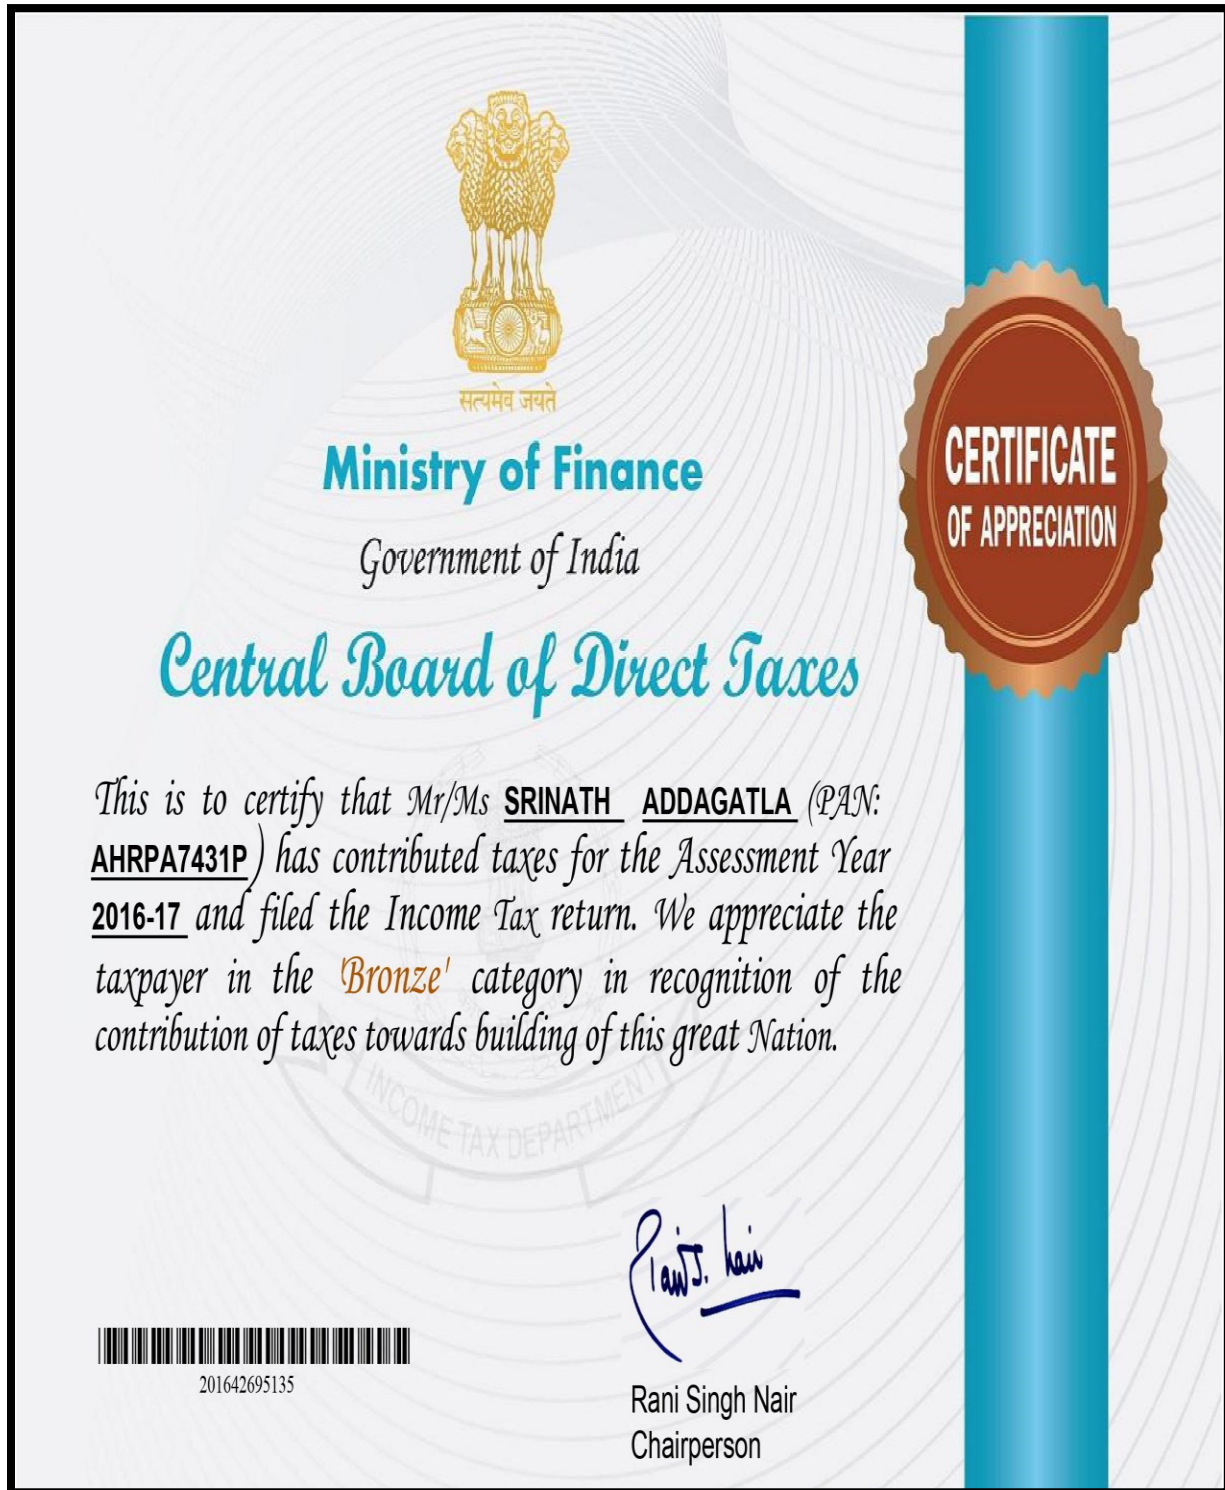 सत्यमेव जयते
Ministry of Finance
Government of India
Central Board of Direct Taxes
CERTIFICATE
OF APPRECIATION
This is to certify that Mr/Ms SRINATH ADDAGATLA (PAN:
AHRPA7431P) has contributed taxes for the Assessment Year
2016-17 and filed the Income Tax return. We appreciate the
taxpayer in the 'Bronze' category in recognition of the
contribution of taxes towards building of this great Nation.
INCOME TAX DEPARTMENT
Rani S. Nair
201642695135
Rani Singh Nair
Chairperson